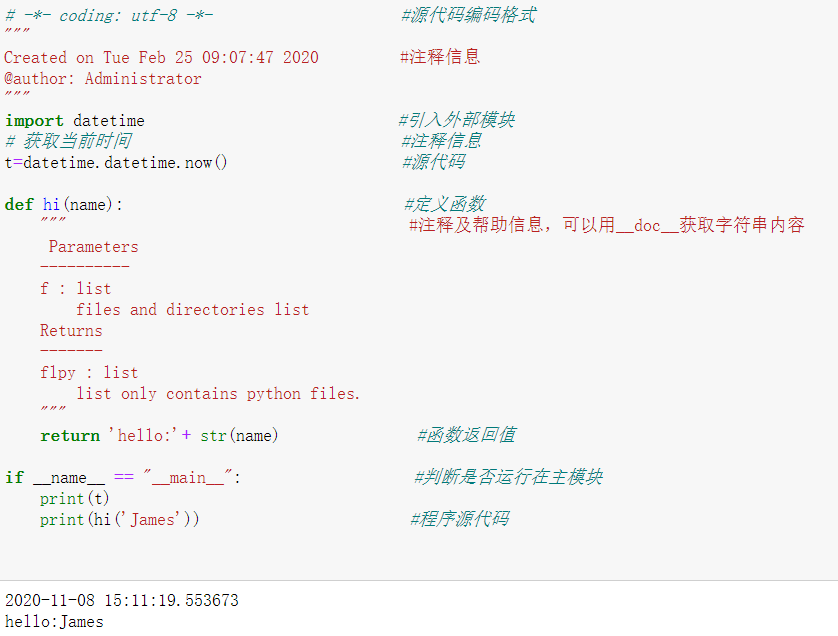 # -*- coding: utf-8 -*- #源代码编码格式
"""
Created on Tue Feb 25 09:07:47 2020 #注释信息
@author: Administrator
"""
import datetime #引入外部模块
# 获取当前时间 #注释信息
t=datetime.datetime.now() #源代码
def hi(name): #定义函数
""" #注释及帮助信息，可以用__doc__获取字符串内容
Parameters
----------
f : list
files and directories list
Returns
-------
flpy : list
list only contains python files.
"""
return 'hello:'+ str(name) #函数返回值
if __name__ == "__main__": #判断是否运行在主模块
print(t)
print(hi('James')) #程序源代码
2020-11-08 15:11:19.553673
hello:James